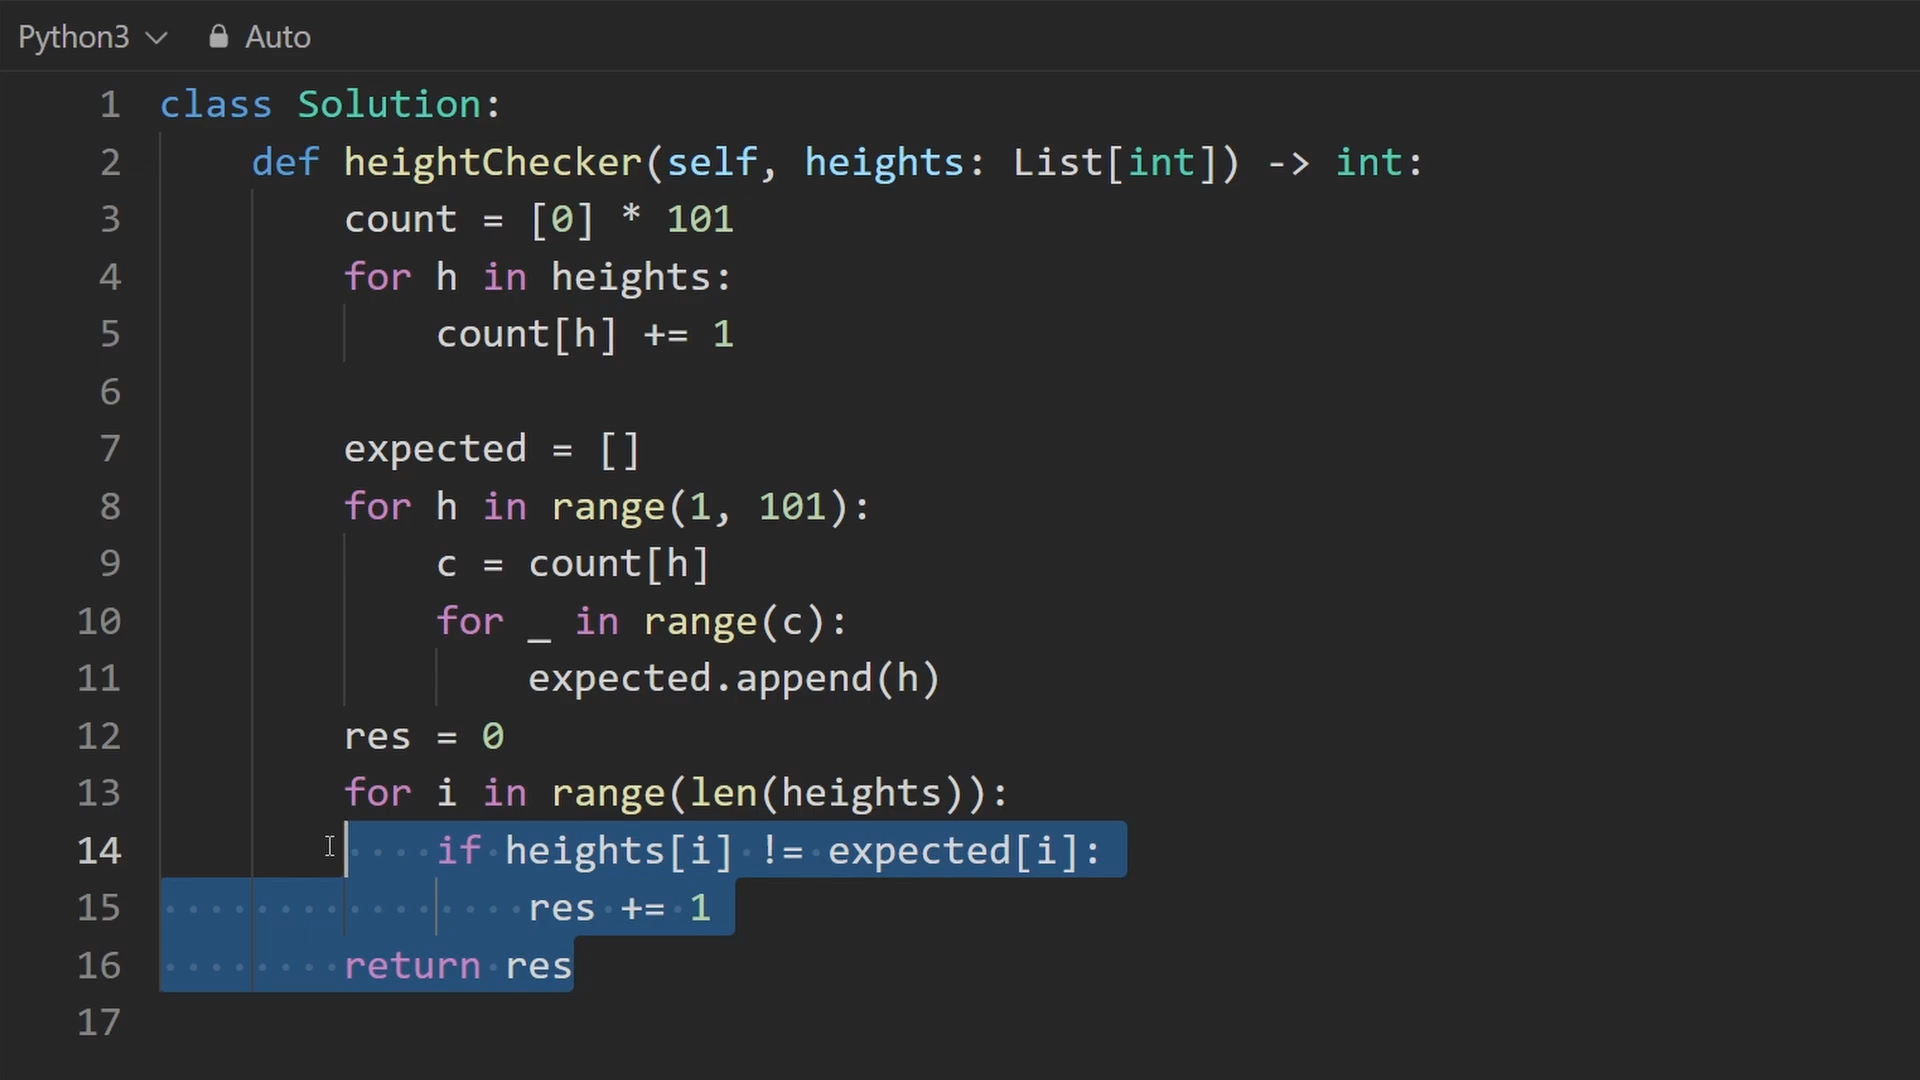 Python3 Auto
1 class Solution:
2 def heightChecker(self, heights: List[int]) -> int:
3 count = [0] * 101
4 for h in heights:
5 count[h] += 1
6
7 expected = []
8 for h in range(1, 101):
9 c = count[h]
10 for _ in range(c):
11 expected.append(h)
12 res = 0
13 for i in range(len(heights)):
14 if heights[i] != expected[i]:
15 res += 1
16 return res
17